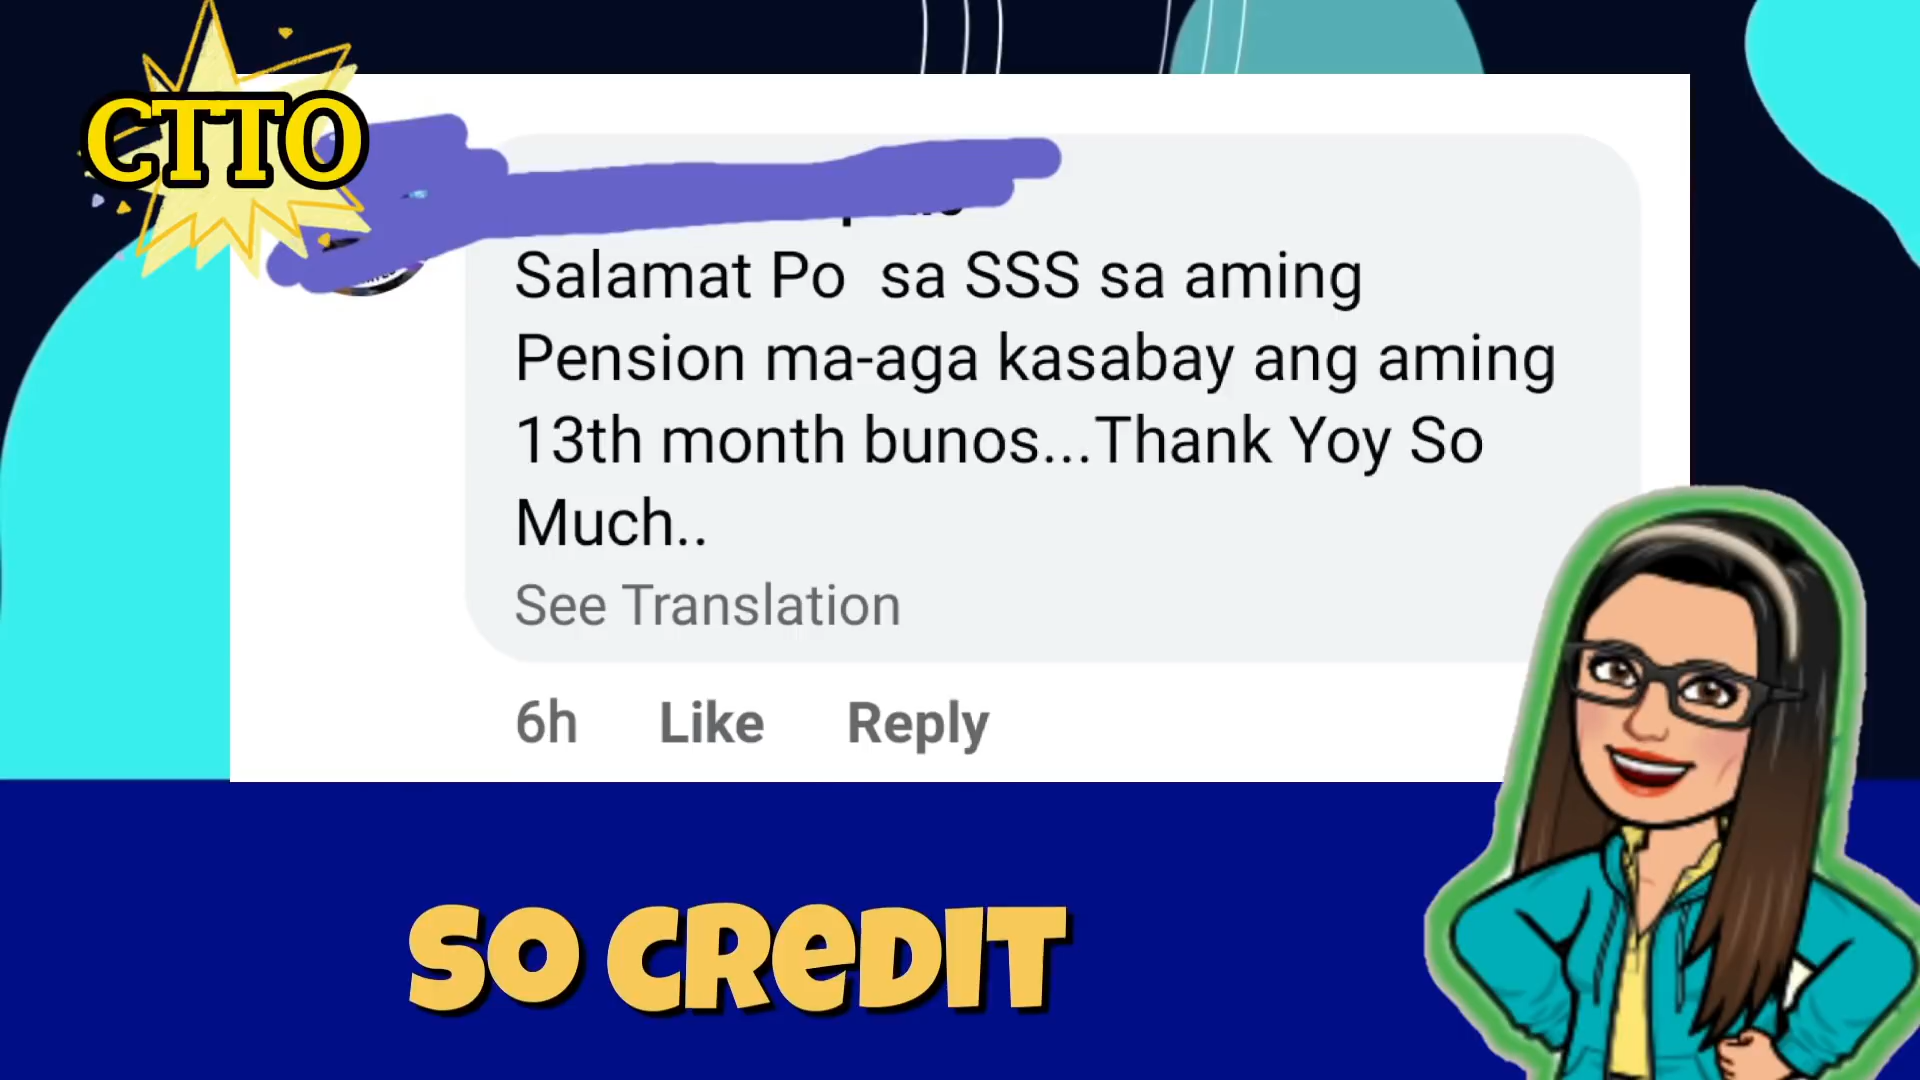 CTTO
Salamat Po sa SSS sa aming
Pension ma-aga kasabay ang aming
13th month bunos...Thank Yoy So
Much..
See Translation
6h Like Reply
SO CREDIT